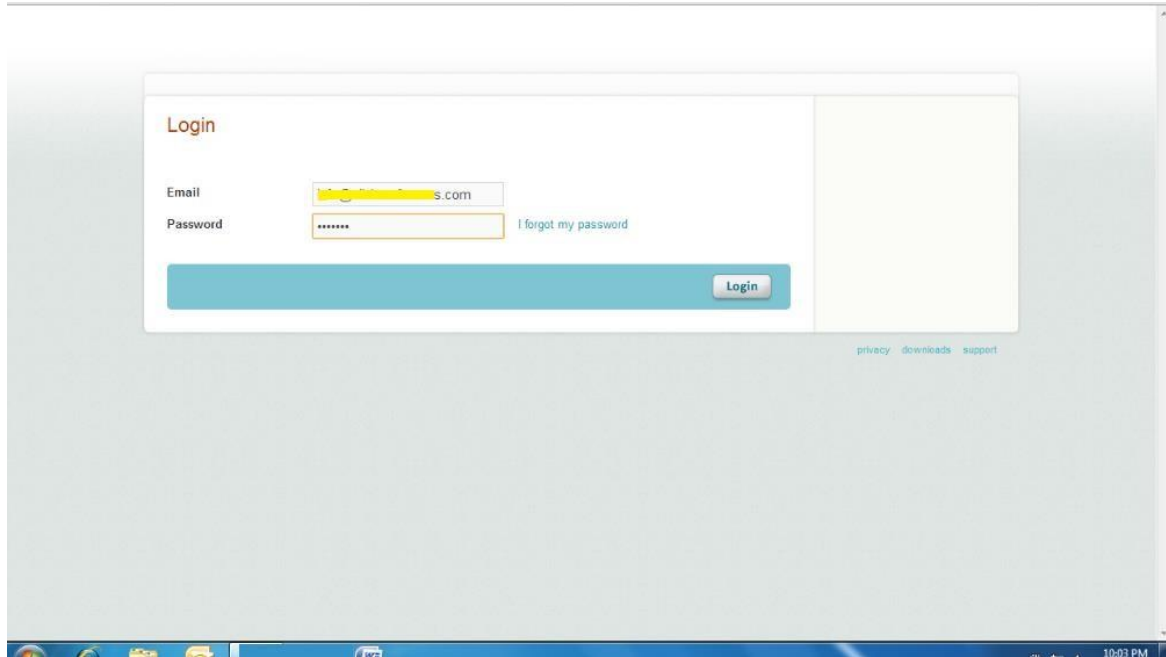 Login
Email s.com
Password ••••••• I forgot my password
Login
privacy downloads support
10:03 PM